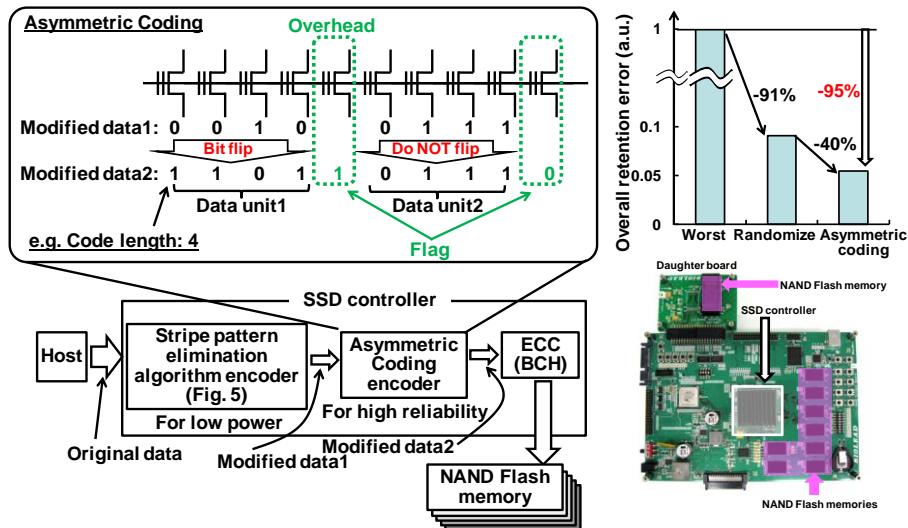 Asymmetric Coding
Overhead
Modified data1: 0 0 1 0 0 1 1 1
Bit flip
Do NOT flip
Modified data2: 1 1 0 1 1 0 1 1 1 0
Data unit1
Data unit2
e.g. Code length: 4
Flag
SSD controller
Host
Stripe pattern
elimination
algorithm encoder
(Fig. 5)
Asymmetric
Coding
encoder
ECC
(BCH)
For low power
For high reliability
Original data
Modified data1
Modified data2
NAND Flash
memory
Overall retention error (a.u.)
1
0.1
0.05
0
-91%
-40%
-95%
Worst
Randomize
Asymmetric
coding
Daughter board
NAND Flash memory
SSD controller
SIGLEAD
NAND Flash memories